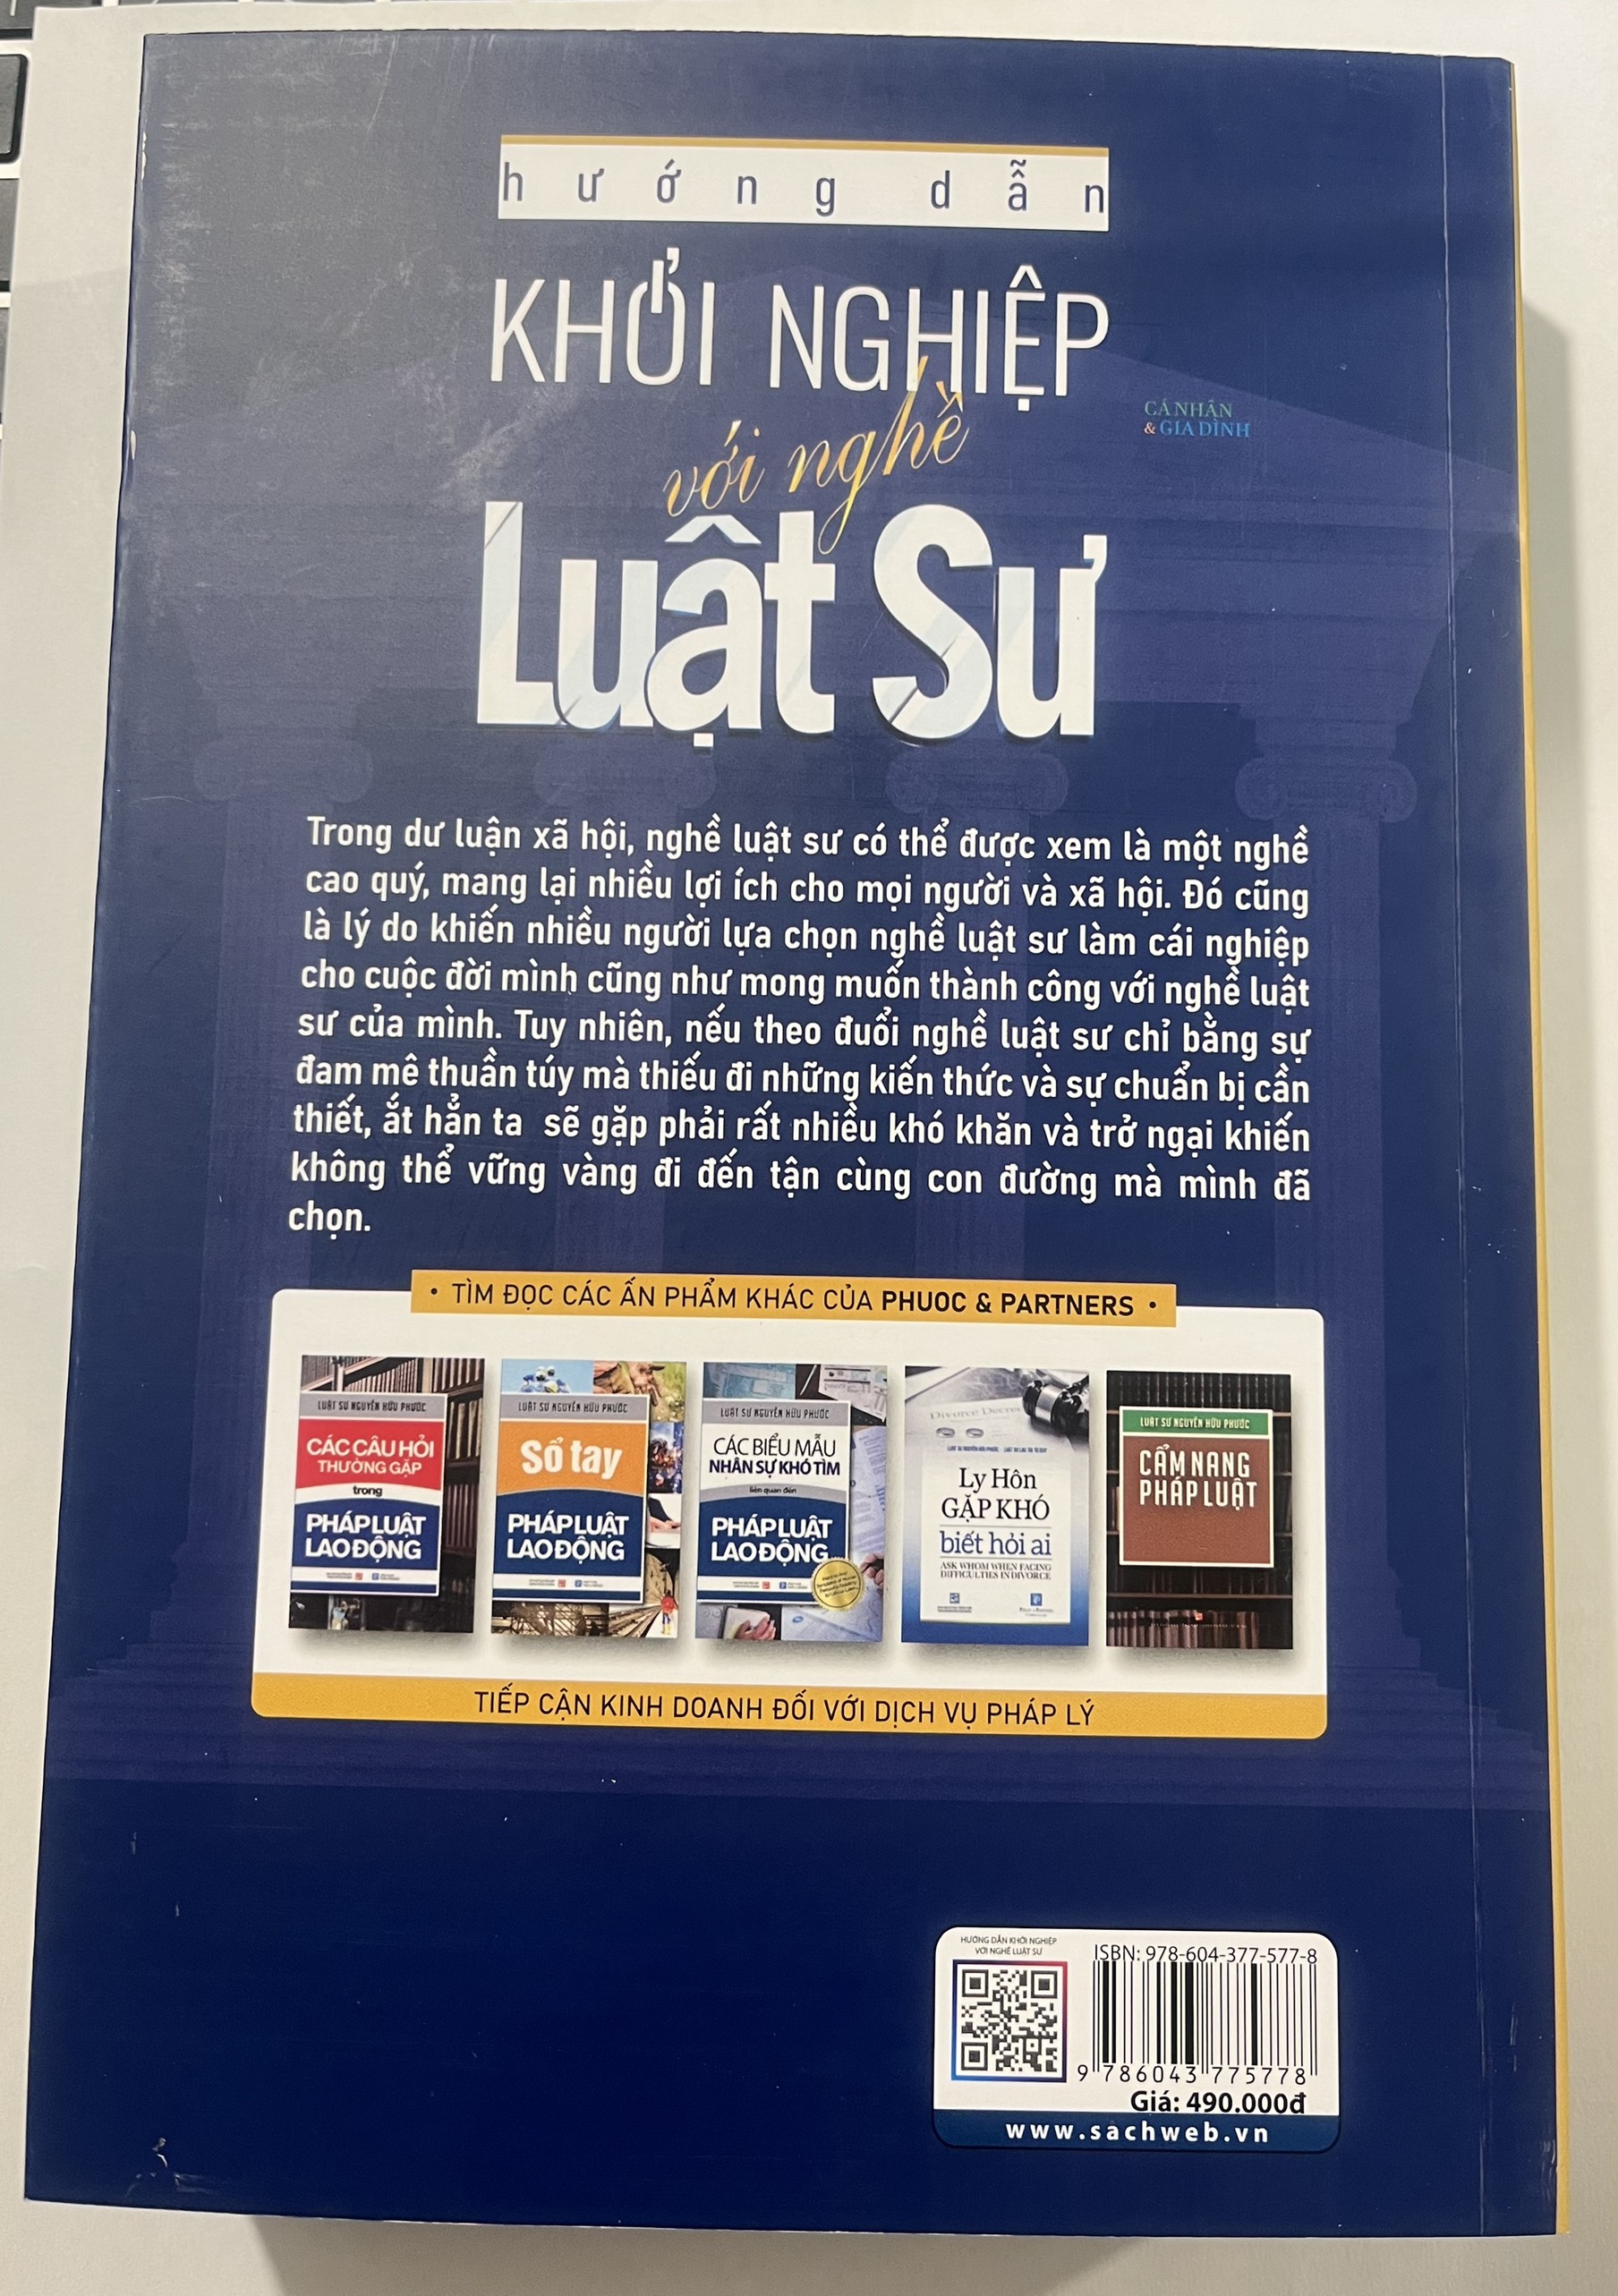 hướng dẫn
KHỞI NGHIỆP
với nghề
Luật Sư
CÁ NHÂN
& GIA ĐÌNH
Trong dư luận xã hội, nghề luật sư có thể được xem là một nghề
cao quý, mang lại nhiều lợi ích cho mọi người và xã hội. Đó cũng
là lý do khiến nhiều người lựa chọn nghề luật sư làm cái nghiệp
cho cuộc đời mình cũng như mong muốn thành công với nghề luật
sư của mình. Tuy nhiên, nếu theo đuổi nghề luật sư chỉ bằng sự
đam mê thuần túy mà thiếu đi những kiến thức và sự chuẩn bị cần
thiết, ắt hẳn ta sẽ gặp phải rất nhiều khó khăn và trở ngại khiến
không thể vững vàng đi đến tận cùng con đường mà mình đã
chọn.
• TÌM ĐỌC CÁC ẤN PHẨM KHÁC CỦA PHUOC & PARTNERS •
LUẬT SƯ NGUYỄN HỮU PHƯỚC
CÁC CÂU HỎI
THƯỜNG GẶP
trong
PHÁP LUẬT
LAO ĐỘNG
LUẬT SƯ NGUYỄN HỮU PHƯỚC
Sổ tay
PHÁP LUẬT
LAO ĐỘNG
LUẬT SƯ NGUYỄN HỮU PHƯỚC
CÁC BIỂU MẪU
NHÂN SỰ KHÓ TÌM
liên quan đến
PHÁP LUẬT
LAO ĐỘNG
Divorce Decree
Ly Hôn
GẶP KHÓ
biết hỏi ai
ASK WHOM WHEN FACING
DIFFICULTIES IN DIVORCE
LUẬT SƯ NGUYỄN HỮU PHƯỚC
CẨM NANG
PHÁP LUẬT
TIẾP CẬN KINH DOANH ĐỐI VỚI DỊCH VỤ PHÁP LÝ
HƯỚNG DẪN KHỞI NGHIỆP
VỚI NGHỀ LUẬT SƯ
ISBN: 978-604-377-577-8
9 786043 775778
Giá: 490.000đ
www.sachweb.vn